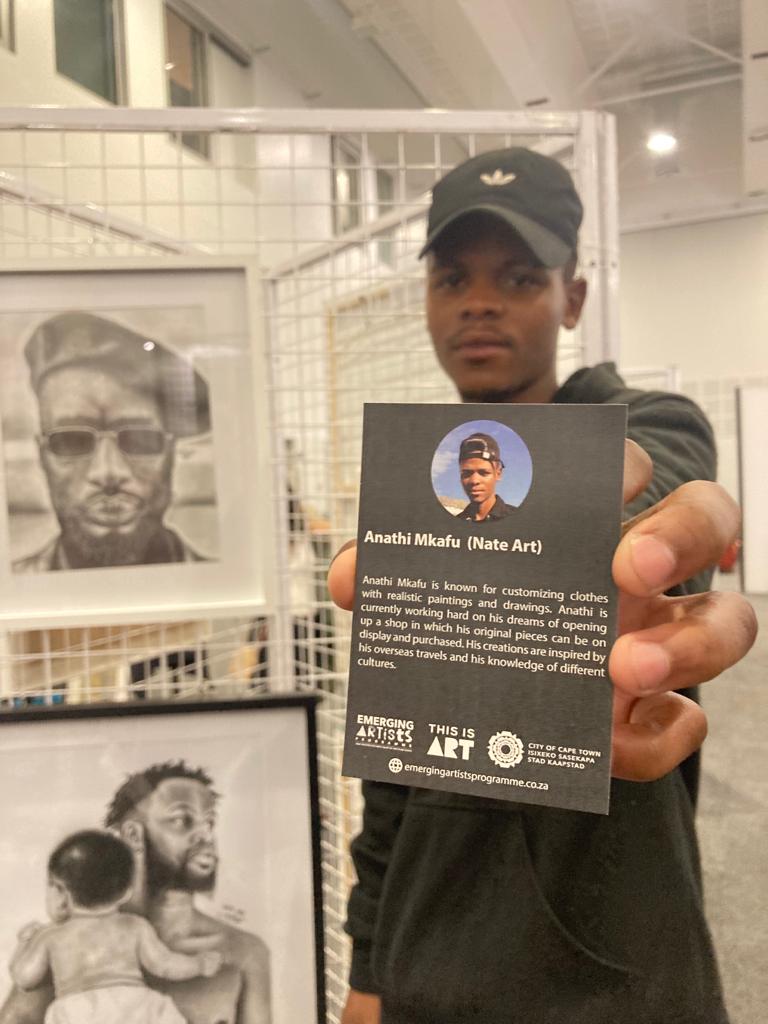 Anathi Mkafu (Nate Art)
Anathi Mkafu is known for customizing clothes
with realistic paintings and drawings. Anathi is
currently working hard on his dreams of opening
up a shop in which his original pieces can be on
display and purchased. His creations are inspired by
his overseas travels and his knowledge of different
cultures.
EMERGING
ARTISTS
PROGRAMME
THIS IS
ART
CITY OF CAPE TOWN
ISIXEKO SASEKAPA
STAD KAAPSTAD
emergingartistsprogramme.co.za